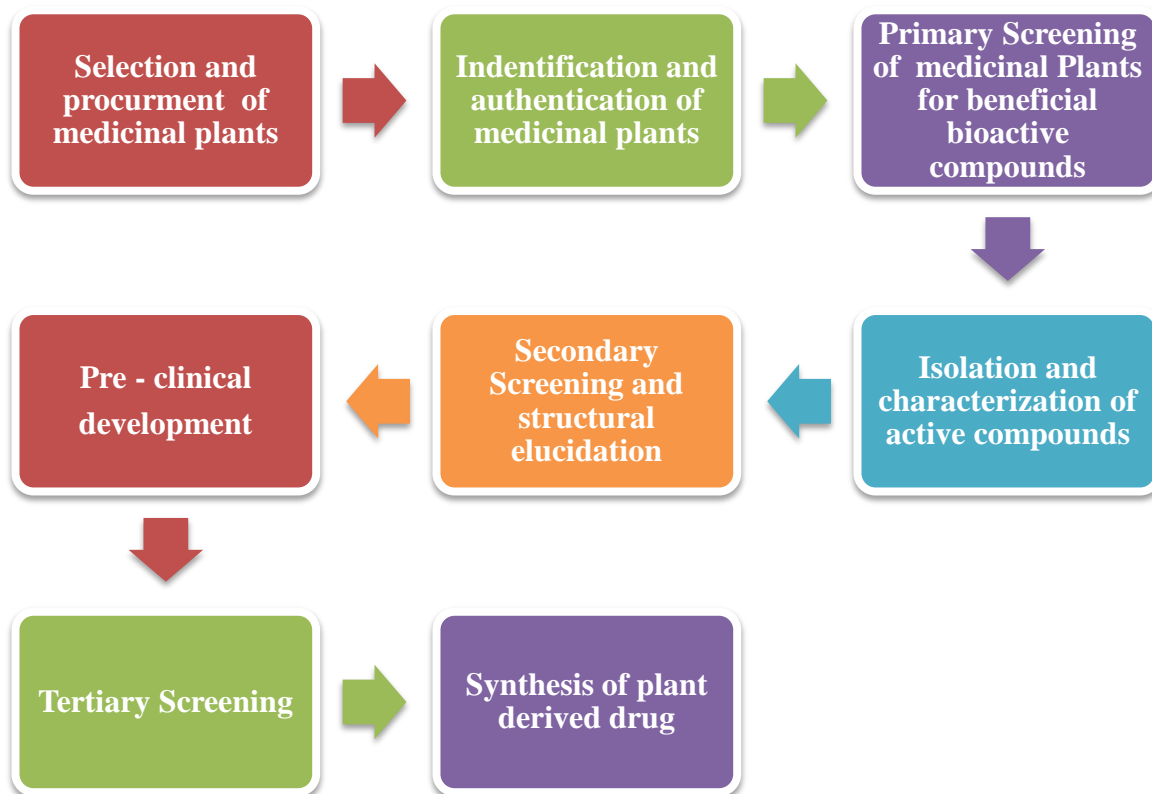 Selection and
procurment of
medicinal plants
Indentification and
authentication of
medicinal plants
Primary Screening
of medicinal Plants
for beneficial
bioactive
compounds
Isolation and
characterization of
active compounds
Secondary
Screening and
structural
elucidation
Pre - clinical
development
Tertiary Screening
Synthesis of plant
derived drug